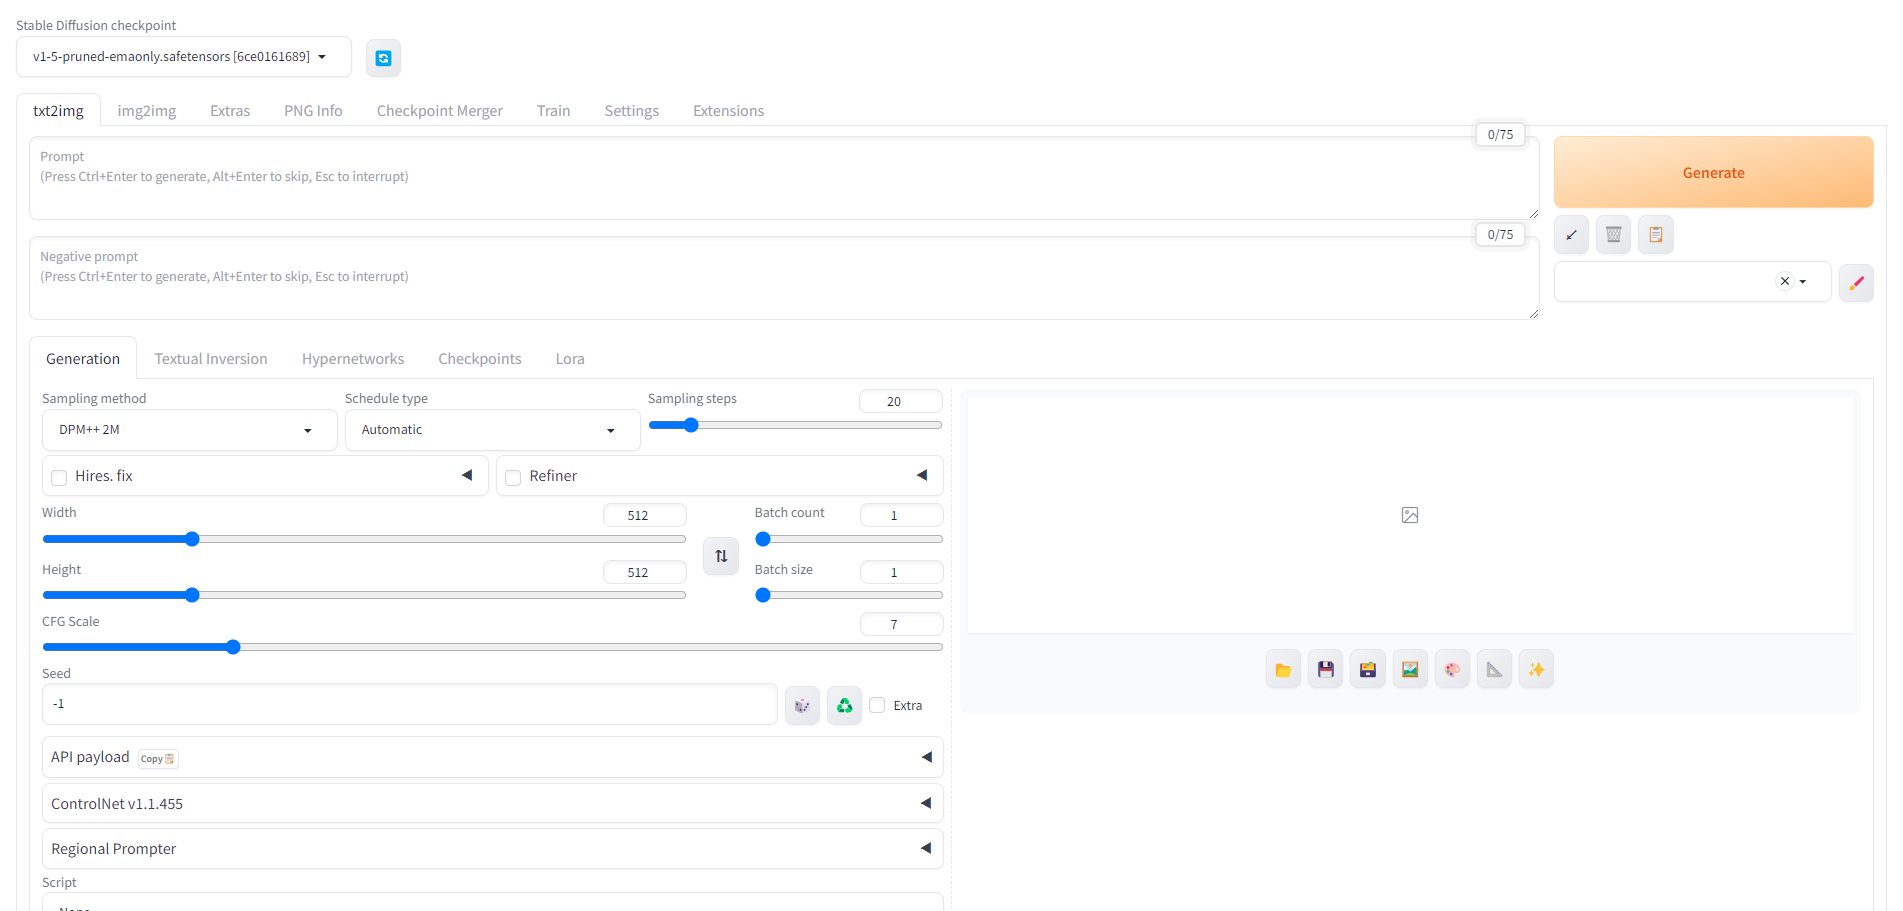 Stable Diffusion checkpoint
v1-5-pruned-emaonly.safetensors [6ce0161689]
txt2img img2img Extras PNG Info Checkpoint Merger Train Settings Extensions
0/75
Prompt
(Press Ctrl+Enter to generate, Alt+Enter to skip, Esc to interrupt)
Generate
0/75
Negative prompt
(Press Ctrl+Enter to generate, Alt+Enter to skip, Esc to interrupt)
Generation Textual Inversion Hypernetworks Checkpoints Lora
Sampling method Schedule type Sampling steps 20
DPM++ 2M Automatic
Hires. fix Refiner
Width 512 Batch count 1
Height 512 Batch size 1
CFG Scale 7
Seed
-1 Extra
API payload Copy
ControlNet v1.1.455
Regional Prompter
Script
None